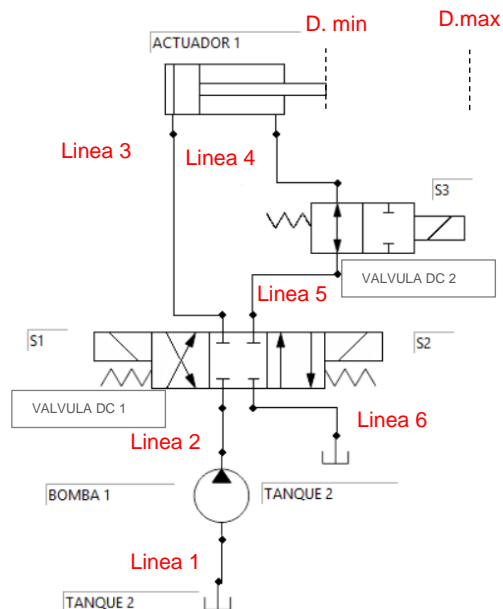 D. min
D.max
ACTUADOR 1
Linea 3
Linea 4
S3
VALVULA DC 2
Linea 5
S1
S2
VALVULA DC 1
Linea 6
Linea 2
BOMBA 1
TANQUE 2
Linea 1
TANQUE 2